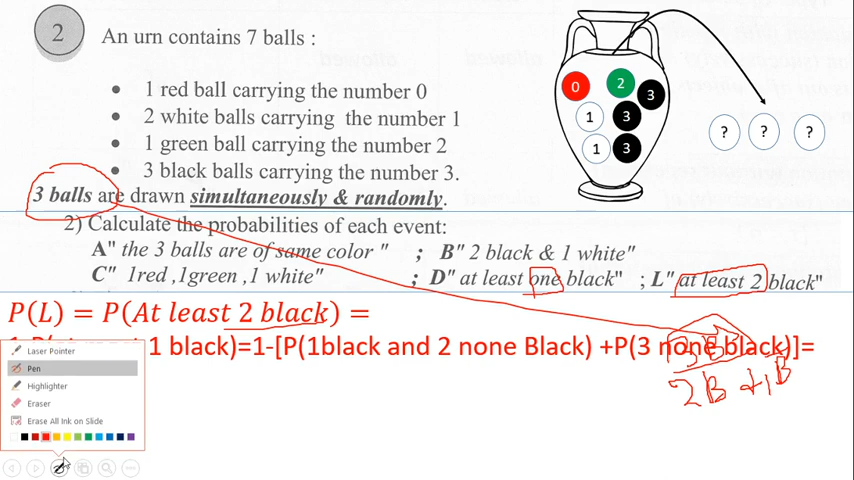 2
An urn contains 7 balls :
• 1 red ball carrying the number 0
• 2 white balls carrying the number 1
• 1 green ball carrying the number 2
• 3 black balls carrying the number 3.
0
2
3
1
3
1
3
?
?
?
3 balls are drawn simultaneously & randomly.
2) Calculate the probabilities of each event:
A" the 3 balls are of same color " ; B" 2 black & 1 white"
C" 1red ,1green ,1 white" ; D" at least one black" ; L" at least 2 black"
P(L) = P(At least 2 black) =
1 black)=1-[P(1black and 2 none Black) +P(3 none black)]=
3B
2B + 1B
Laser Pointer
Pen
Highlighter
Eraser
Erase All Ink on Slide